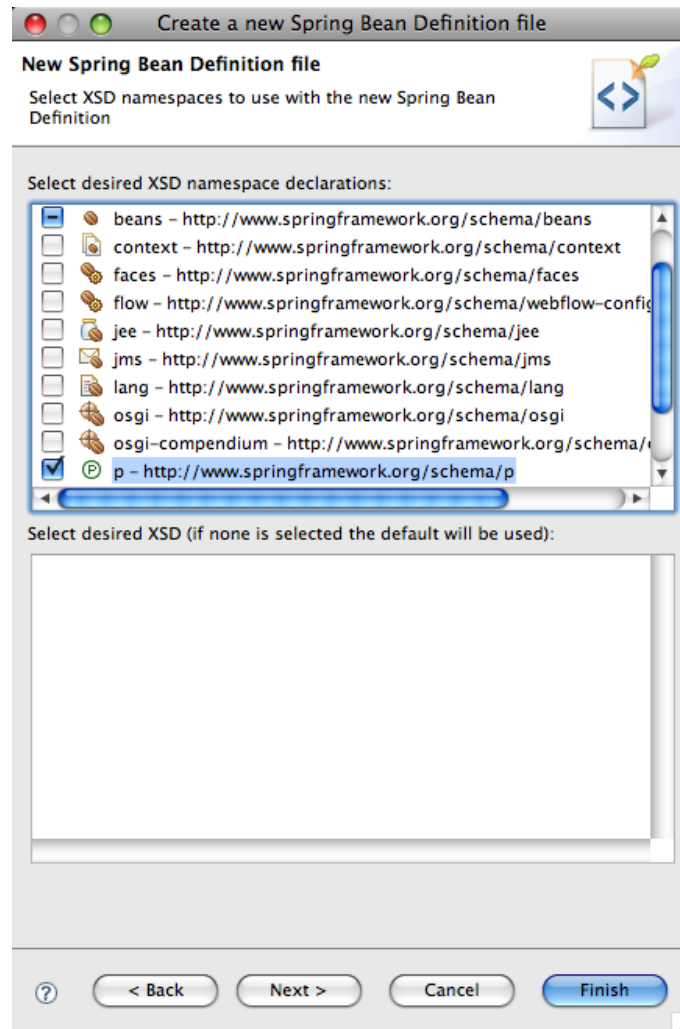 Create a new Spring Bean Definition file
New Spring Bean Definition file
Select XSD namespaces to use with the new Spring Bean
Definition
Select desired XSD namespace declarations:
beans – http://www.springframework.org/schema/beans
context – http://www.springframework.org/schema/context
faces – http://www.springframework.org/schema/faces
flow – http://www.springframework.org/schema/webflow-config
jee – http://www.springframework.org/schema/jee
jms – http://www.springframework.org/schema/jms
lang – http://www.springframework.org/schema/lang
osgi – http://www.springframework.org/schema/osgi
osgi-compendium – http://www.springframework.org/schema/
P p – http://www.springframework.org/schema/p
Select desired XSD (if none is selected the default will be used):
? < Back Next > Cancel Finish